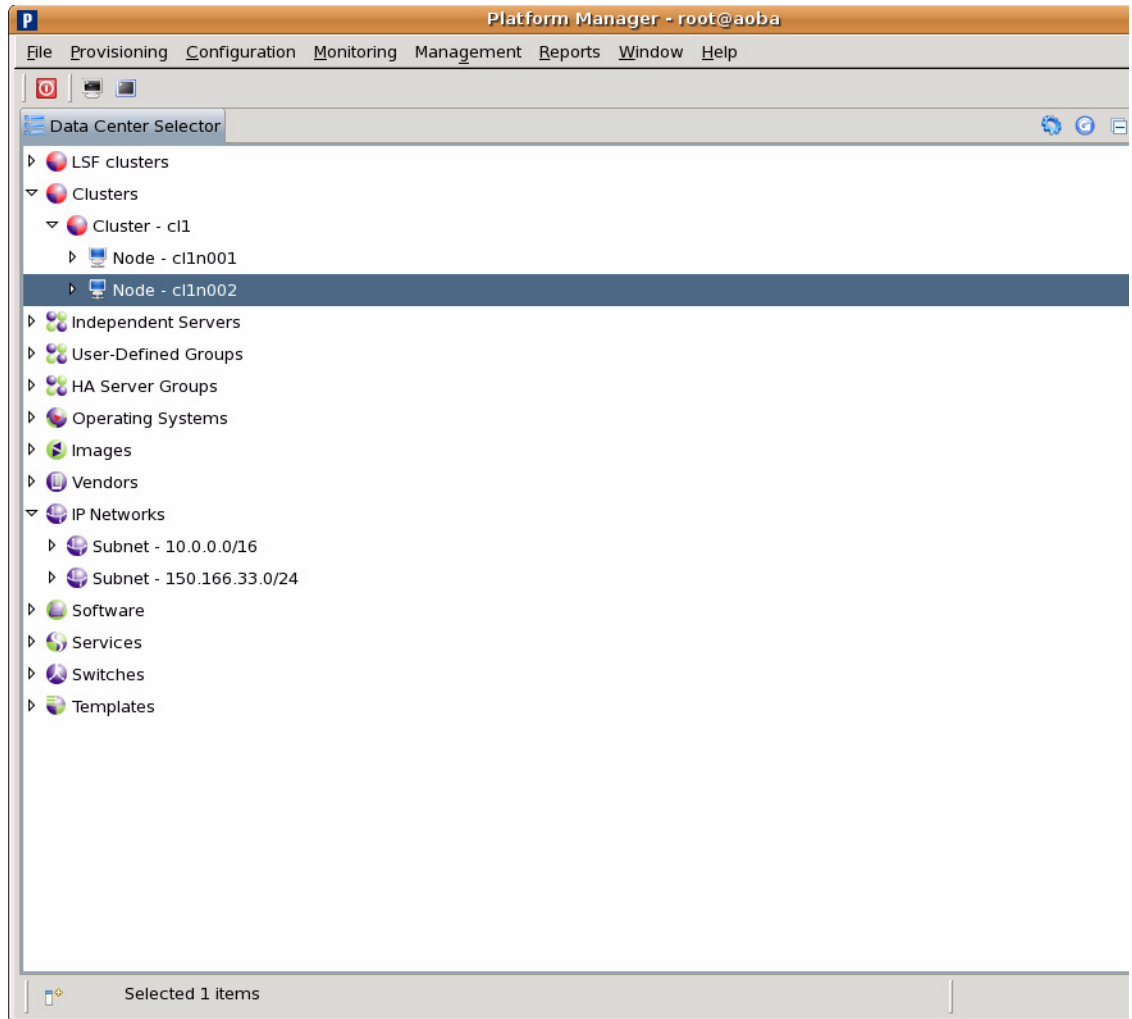 P Platform Manager - root@aoba
File Provisioning Configuration Monitoring Management Reports Window Help
Data Center Selector
LSF clusters
Clusters
Cluster - cl1
Node - cl1n001
Node - cl1n002
Independent Servers
User-Defined Groups
HA Server Groups
Operating Systems
Images
Vendors
IP Networks
Subnet - 10.0.0.0/16
Subnet - 150.166.33.0/24
Software
Services
Switches
Templates
Selected 1 items